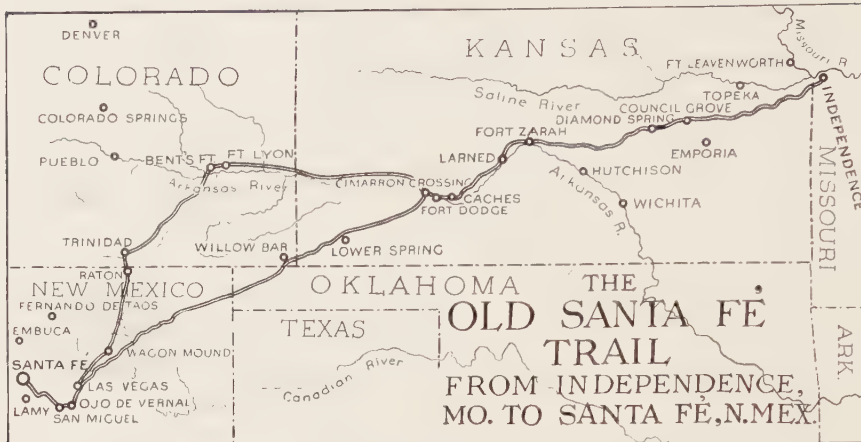 DENVER
COLORADO
COLORADO SPRINGS
PUEBLO
BENT'S FT.
FT LYON
Arkansas River
TRINIDAD
KANSAS
Missouri R.
FT LEAVENWORTH
TOPEKA
INDEPENDENCE
Saline River
COUNCIL GROVE
DIAMOND SPRING
FORT ZARAH
EMPORIA
LARNED
HUTCHISON
Arkansas R.
WICHITA
CIMARRON CROSSING
CACHES
FORT DODGE
WILLOW BAR
LOWER SPRING
MISSOURI
ARK.
RATON
NEW MEXICO
FERNANDO DE TAOS
EMBUCA
SANTA FÉ
WAGON MOUND
LAS VEGAS
LAMY
OJO DE VERNAL
SAN MIGUEL
OKLAHOMA
TEXAS
Canadian River
THE
OLD SANTA FÉ
TRAIL
FROM INDEPENDENCE,
MO. TO SANTA FÉ, N.MEX.